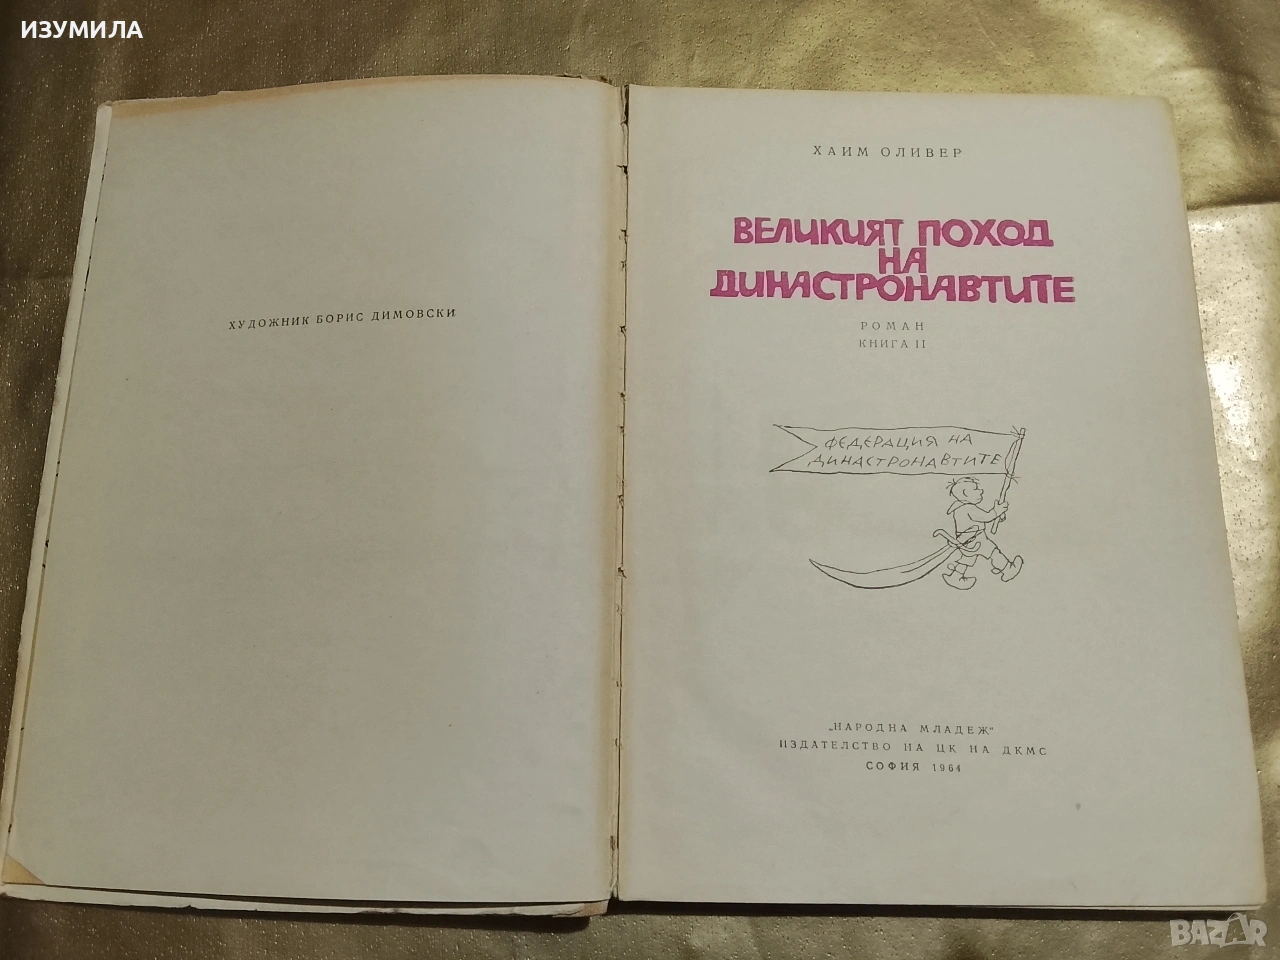 ИЗУМИЛА
ХУДОЖНИК БОРИС ДИМОВСКИ
ХАИМ ОЛИВЕР
ВЕЛИКИЯТ ПОХОД
НА
ДИНАСТРОНАВТИТЕ
РОМАН
КНИГА II
ФЕДЕРАЦИЯ НА
ДИНАСТРОНАВТИТЕ
„НАРОДНА МЛАДЕЖ"
ИЗДАТЕЛСТВО НА ЦК НА ДКМС
СОФИЯ 1964
BAZAR